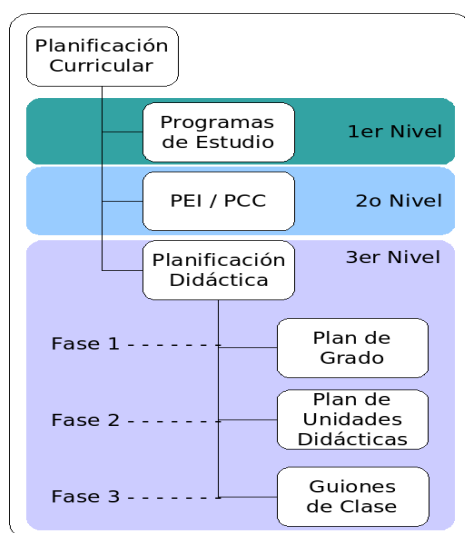 Planificación
Curricular
Programas
de Estudio
1er Nivel
PEI / PCC
2o Nivel
Planificación
Didáctica
3er Nivel
Fase 1 - - - - - - -
Plan de
Grado
Fase 2 - - - - - - -
Plan de
Unidades
Didácticas
Fase 3 - - - - - - -
Guiones
de Clase